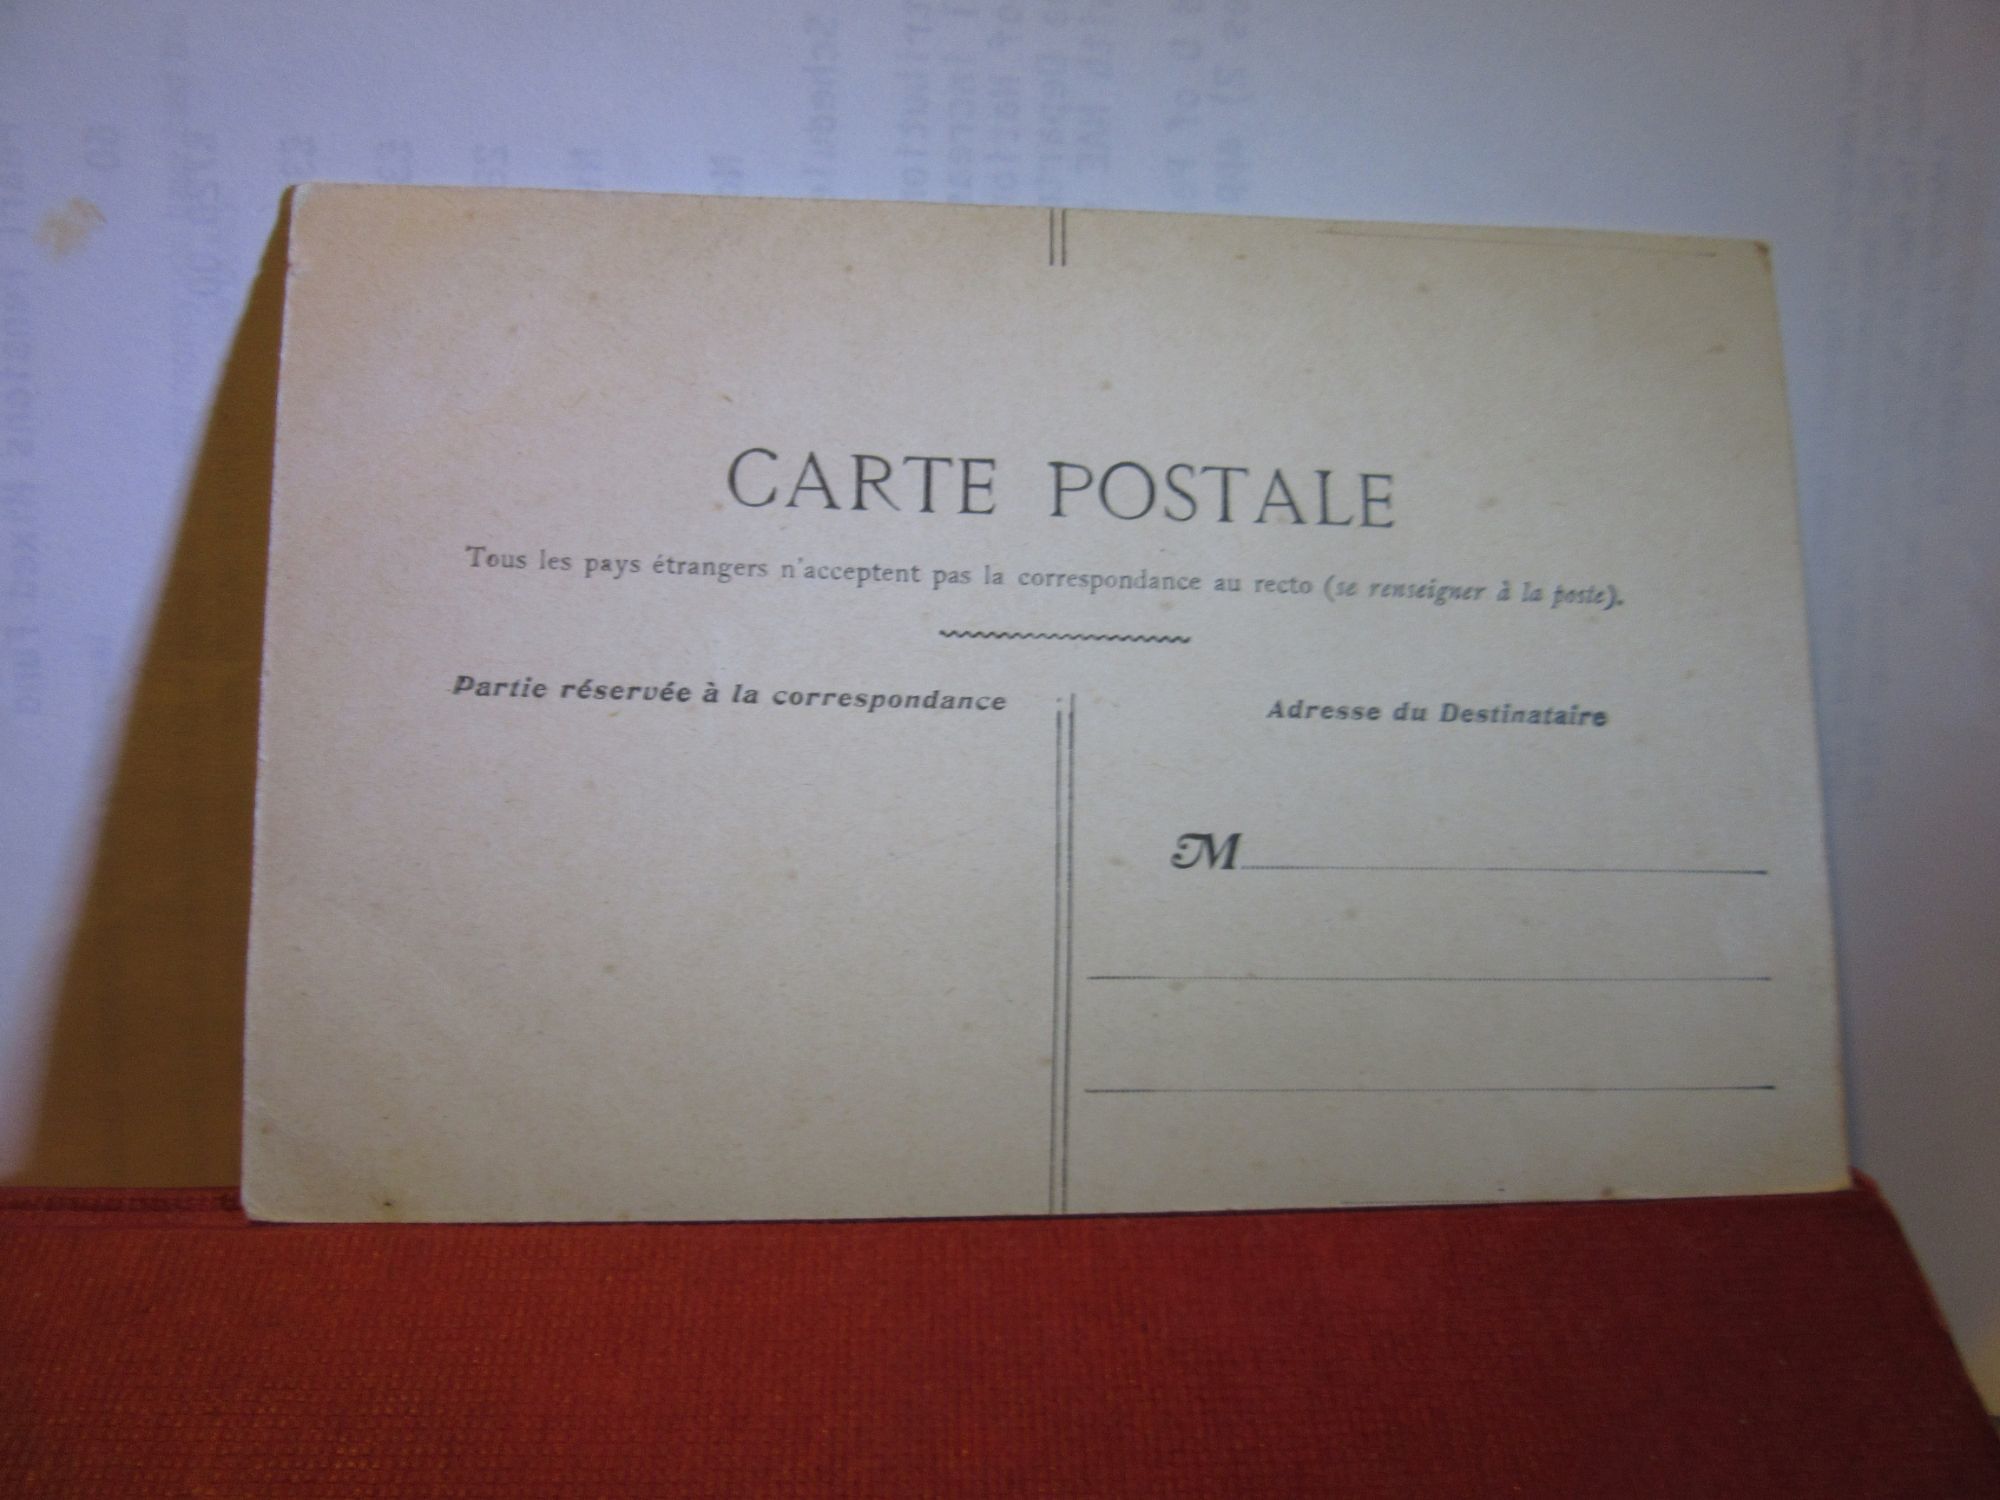 CARTE POSTALE
Tous les pays étrangers n'acceptent pas la correspondance au recto (se renseigner à la poste).
Partie réservée à la correspondance
Adresse du Destinataire
M